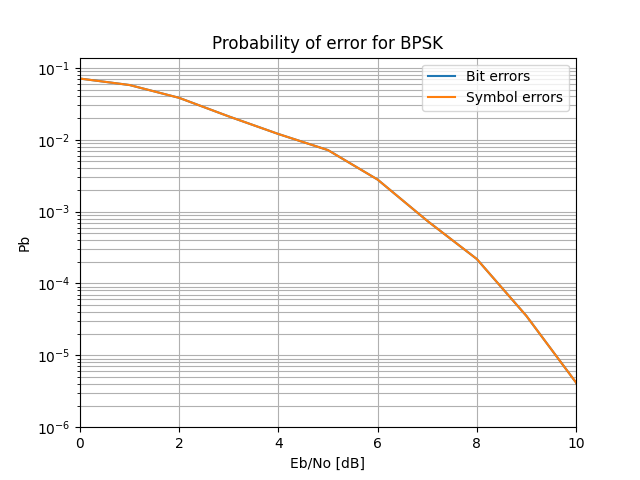 Probability of error for BPSK
Bit errors
Symbol errors
10⁻¹
10⁻²
10⁻³
10⁻⁴
10⁻⁵
10⁻⁶
Pb
0 2 4 6 8 10
Eb/No [dB]